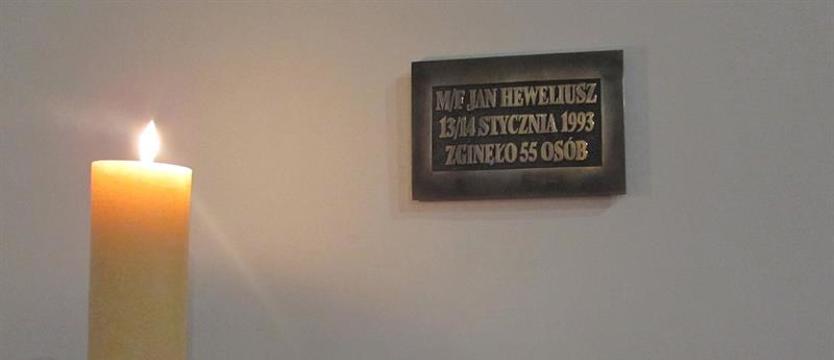 M/F JAN HEWELIUSZ
13/14 STYCZNIA 1993
ZGINĘŁO 55 OSÓB